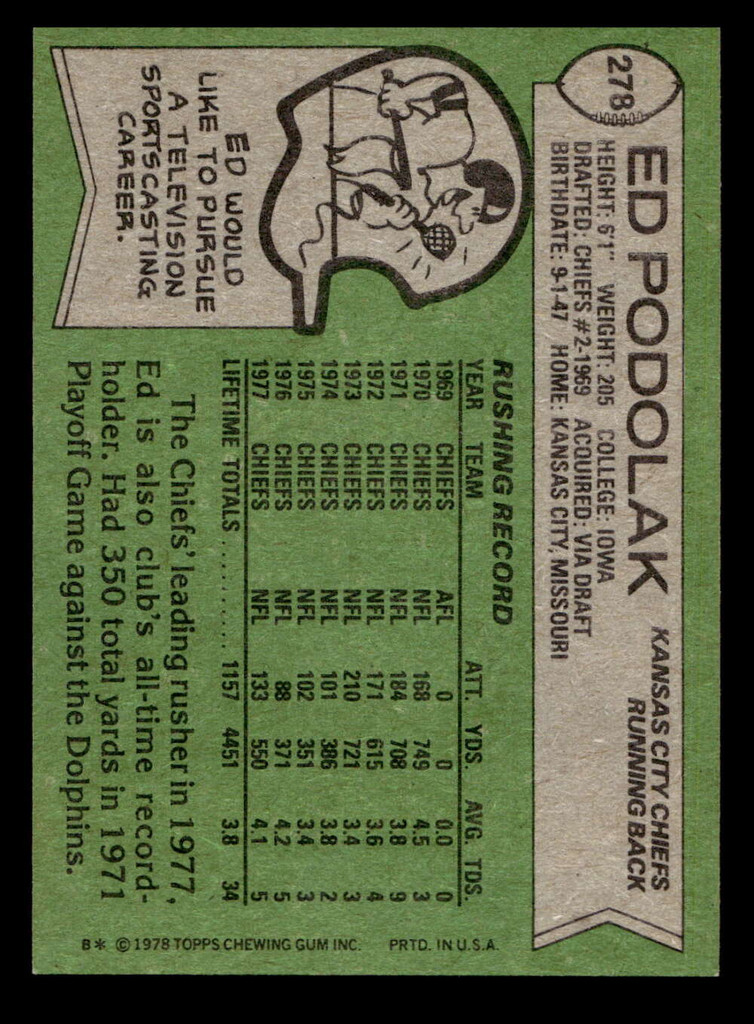 278
ED PODOLAK
KANSAS CITY CHIEFS
RUNNING BACK
HEIGHT: 6'1" WEIGHT: 205 COLLEGE: IOWA
DRAFTED: CHIEFS #2-1969 ACQUIRED: VIA DRAFT
BIRTHDATE: 9-1-47 HOME: KANSAS CITY, MISSOURI
ED WOULD
LIKE TO PURSUE
A TELEVISION
SPORTSCASTING
CAREER.
RUSHING RECORD
YEAR TEAM ATT. YDS. AVG. TDS.
1969 CHIEFS AFL 0 0 0.0 0
1970 CHIEFS NFL 168 749 4.5 3
1971 CHIEFS NFL 184 708 3.8 9
1972 CHIEFS NFL 171 615 3.6 4
1973 CHIEFS NFL 210 721 3.4 3
1974 CHIEFS NFL 101 386 3.8 2
1975 CHIEFS NFL 102 351 3.4 3
1976 CHIEFS NFL 88 371 4.2 5
1977 CHIEFS NFL 133 550 4.1 5
LIFETIME TOTALS ............ 1157 4451 3.8 34
The Chiefs' leading rusher in 1977,
Ed is also club's all-time record-
holder. Had 350 total yards in 1971
Playoff Game against the Dolphins.
B* © 1978 TOPPS CHEWING GUM INC. PRTD. IN U.S.A.